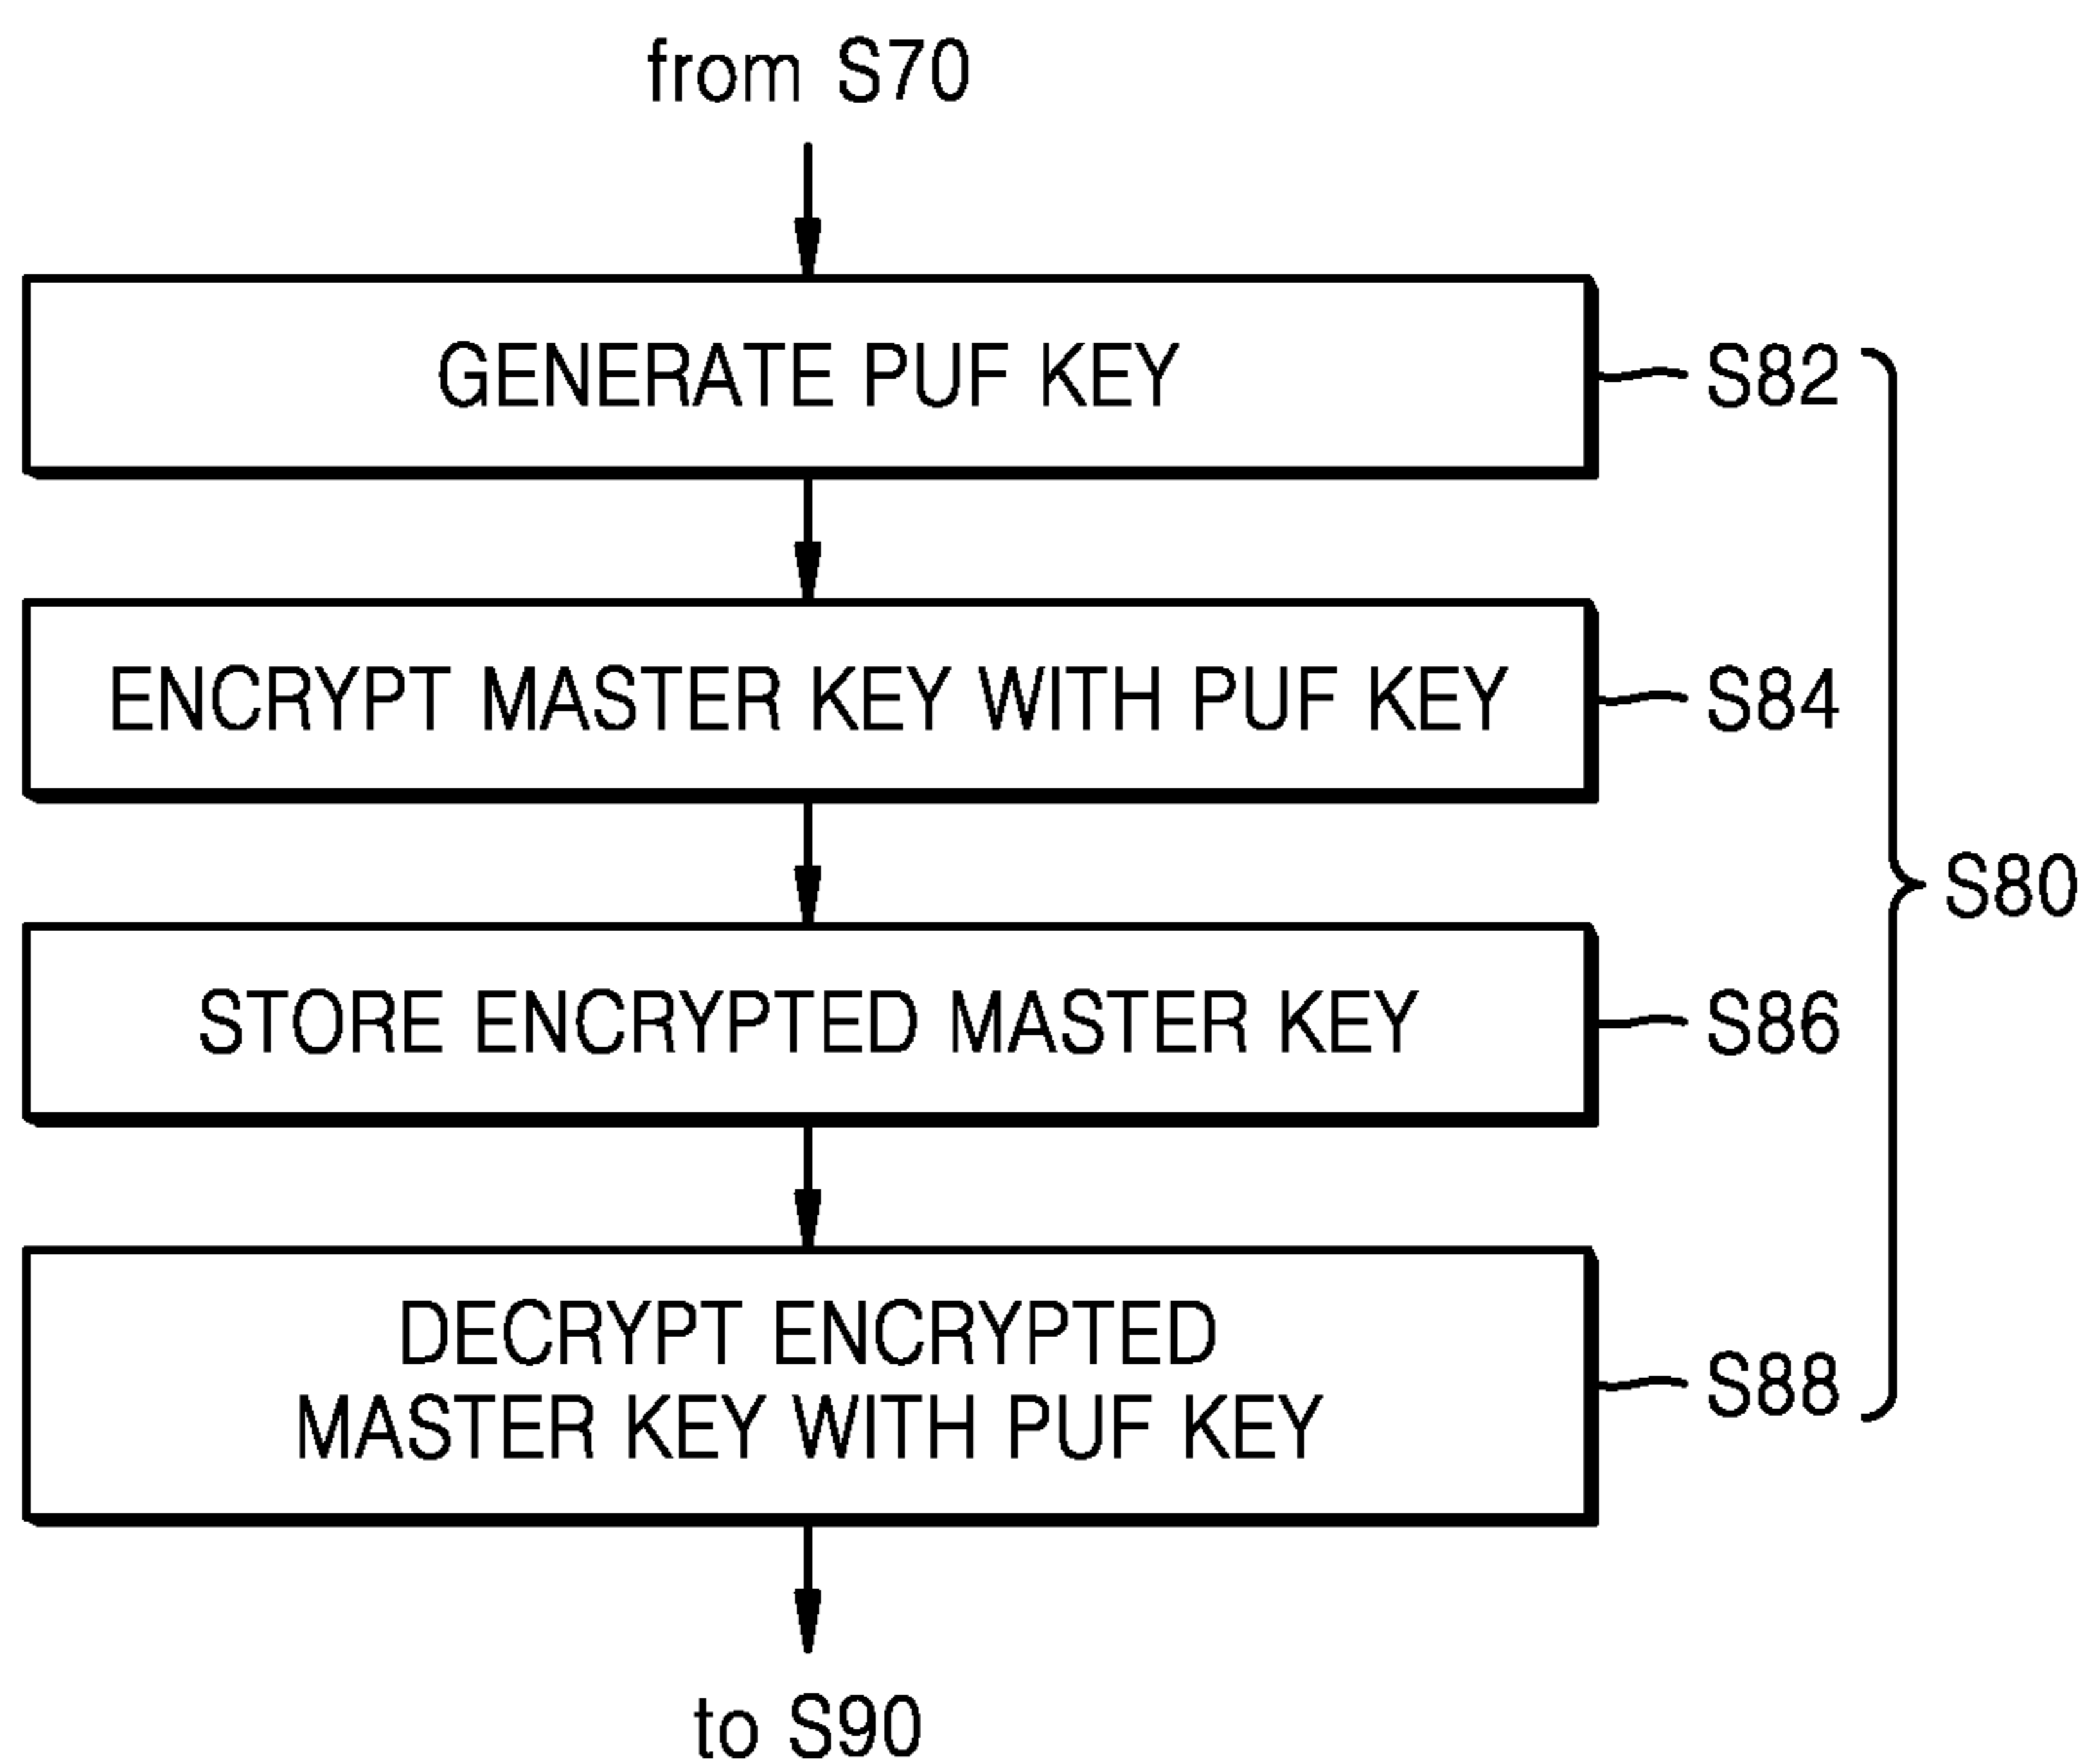 from S70
GENERATE PUF KEY
S82
ENCRYPT MASTER KEY WITH PUF KEY
S84
S80
STORE ENCRYPTED MASTER KEY
S86
DECRYPT ENCRYPTED
MASTER KEY WITH PUF KEY
S88
to S90